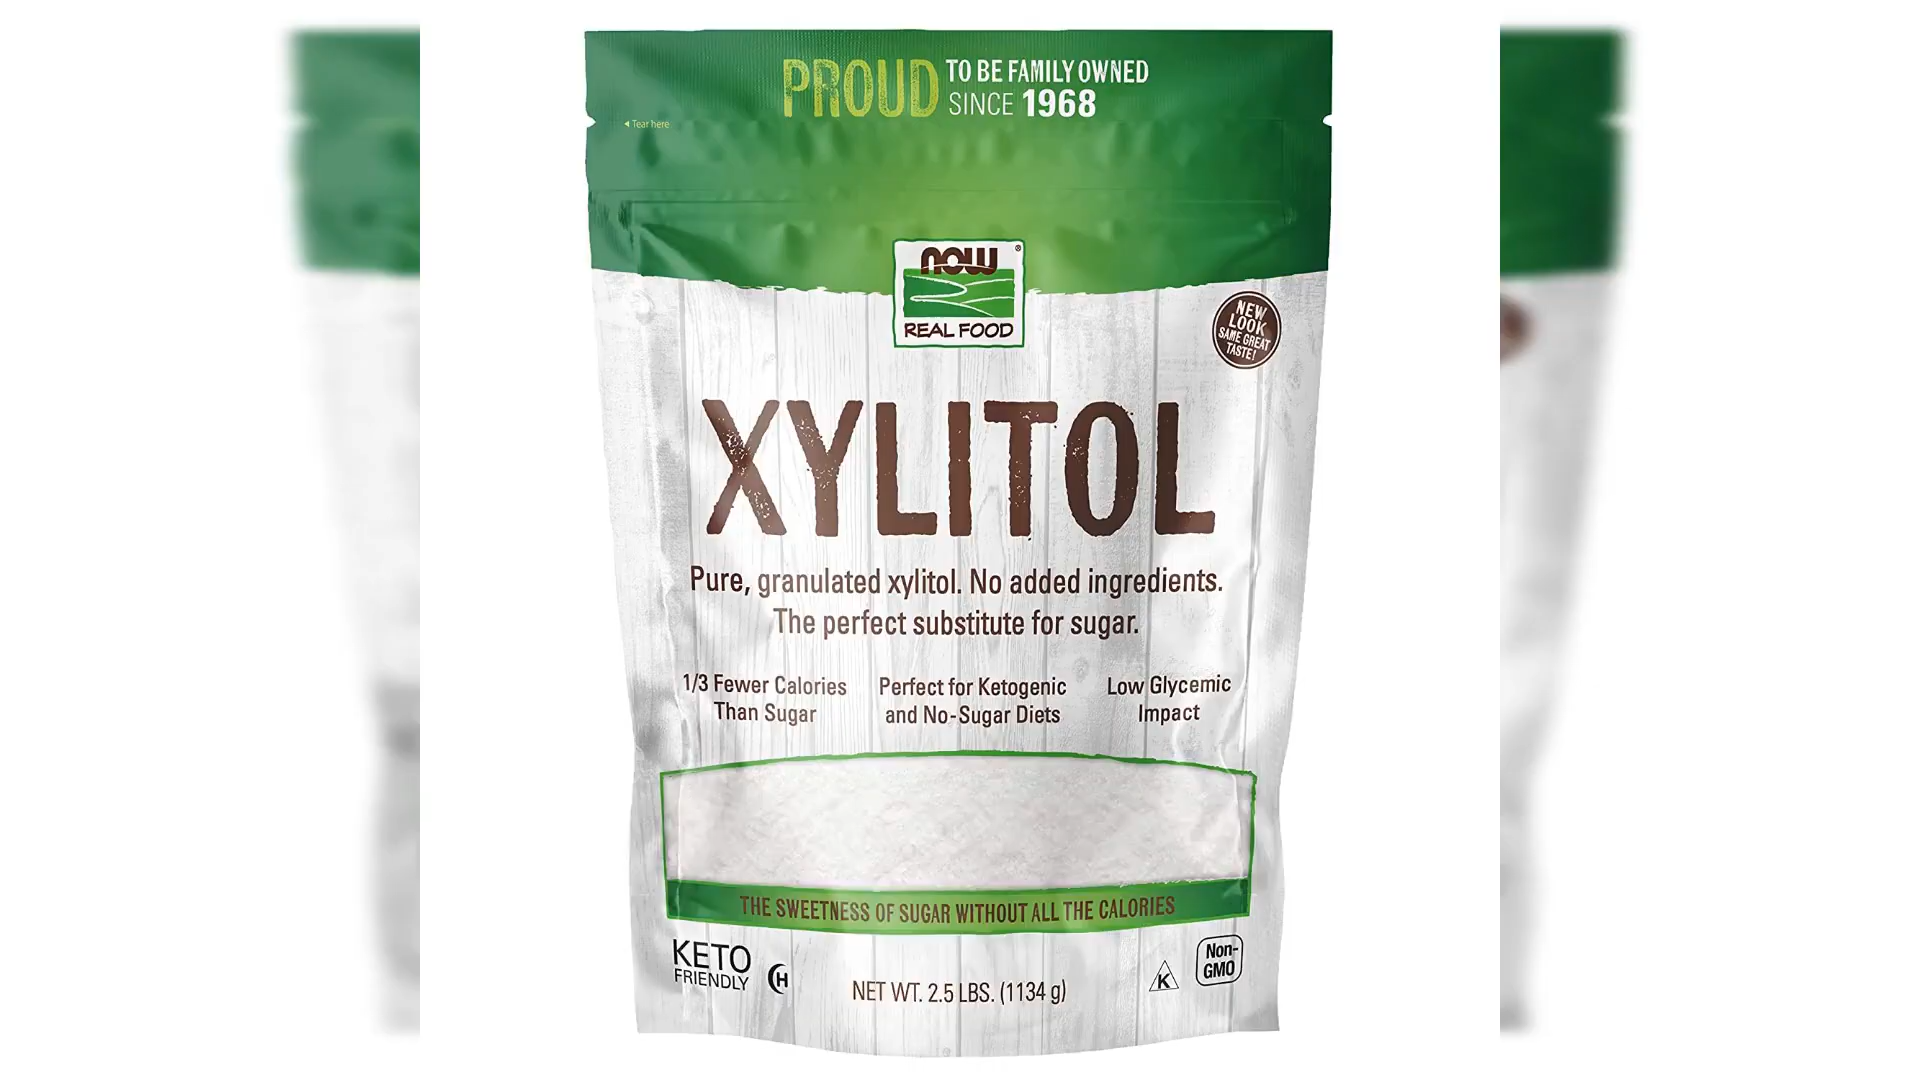 PROUD TO BE FAMILY OWNED
SINCE 1968
Tear here
NOW®
REAL FOOD
NEW
LOOK
SAME GREAT
TASTE!
XYLITOL
Pure, granulated xylitol. No added ingredients.
The perfect substitute for sugar.
1/3 Fewer Calories
Than Sugar
Perfect for Ketogenic
and No-Sugar Diets
Low Glycemic
Impact
THE SWEETNESS OF SUGAR WITHOUT ALL THE CALORIES
KETO
FRIENDLY
H
NET WT. 2.5 LBS. (1134 g)
K
Non-
GMO